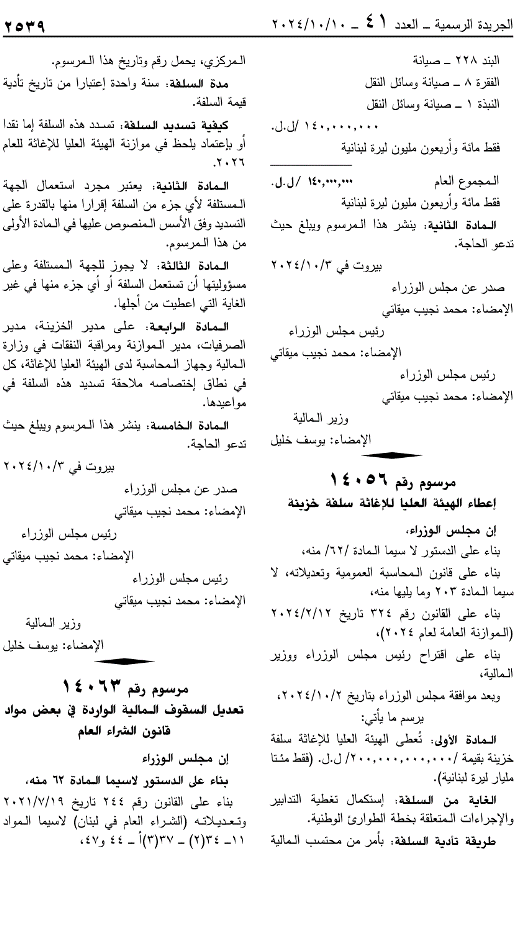 الجريدة الرسمية ــ العدد ٤١ ــ ٢٠٢٤/١٠/١٠
٢٥٣٩
البند ٢٢٨ ــ صيانة
الفقرة ٨ ــ صيانة وسائل النقل
النبذة ١ ــ صيانة وسائل النقل
١٤٠,٠٠٠,٠٠٠ /ل.ل.
فقط مائة وأربعون مليون ليرة لبنانية
المجموع العام ١٤٠,٠٠٠,٠٠٠ /ل.ل.
فقط مائة وأربعون مليون ليرة لبنانية
المادة الثانية: ينشر هذا المرسوم ويبلغ حيث
تدعو الحاجة.
بيروت في ٢٠٢٤/١٠/٣
صدر عن مجلس الوزراء
الإمضاء: محمد نجيب ميقاتي
رئيس مجلس الوزراء
الإمضاء: محمد نجيب ميقاتي
رئيس مجلس الوزراء
الإمضاء: محمد نجيب ميقاتي
وزير المالية
الإمضاء: يوسف خليل
مرسوم رقم ١٤٠٥٦
إعطاء الهيئة العليا للإغاثة سلفة خزينة
إن مجلس الوزراء،
بناء على الدستور لا سيما المادة /٦٢/ منه،
بناء على قانون المحاسبة العمومية وتعديلاته، لا
سيما المادة ٢٠٣ وما يليها منه،
بناء على القانون رقم ٣٢٤ تاريخ ٢٠٢٤/٢/١٢
(الموازنة العامة لعام ٢٠٢٤)،
بناء على اقتراح رئيس مجلس الوزراء ووزير
المالية،
وبعد موافقة مجلس الوزراء بتاريخ ٢٠٢٤/١٠/٢،
يرسم ما يأتي:
المادة الأولى: تُعطى الهيئة العليا للإغاثة سلفة
خزينة بقيمة /٢٠٠,٠٠٠,٠٠٠,٠٠٠/ ل.ل. (فقط مئتا
مليار ليرة لبنانية).
الغاية من السلفة: إستكمال تغطية التدابير
والإجراءات المتعلقة بخطة الطوارئ الوطنية.
طريقة تأدية السلفة: بأمر من محتسب المالية
المركزي، يحمل رقم وتاريخ هذا المرسوم.
مدة السلفة: سنة واحدة إعتبارا من تاريخ تأدية
قيمة السلفة.
كيفية تسديد السلفة: تسدد هذه السلفة إما نقدا
أو بإعتماد يلحظ في موازنة الهيئة العليا للإغاثة للعام
٢٠٢٦.
المادة الثانية: يعتبر مجرد استعمال الجهة
المستلفة لأي جزء من السلفة إقرارا منها بالقدرة على
التسديد وفق الأسس المنصوص عليها في المادة الأولى
من هذا المرسوم.
المادة الثالثة: لا يجوز للجهة المستلفة وعلى
مسؤوليتها أن تستعمل السلفة أو أي جزء منها في غير
الغاية التي اعطيت من أجلها.
المادة الرابعة: على مدير الخزينة، مدير
الصرفيات، مدير الموازنة ومراقبة النفقات في وزارة
المالية وجهاز المحاسبة لدى الهيئة العليا للإغاثة، كل
في نطاق إختصاصه ملاحقة تسديد هذه السلفة في
مواعيدها.
المادة الخامسة: ينشر هذا المرسوم ويبلغ حيث
تدعو الحاجة.
بيروت في ٢٠٢٤/١٠/٣
صدر عن مجلس الوزراء
الإمضاء: محمد نجيب ميقاتي
رئيس مجلس الوزراء
الإمضاء: محمد نجيب ميقاتي
رئيس مجلس الوزراء
الإمضاء: محمد نجيب ميقاتي
وزير المالية
الإمضاء: يوسف خليل
مرسوم رقم ١٤٠٦٣
تعديل السقوف المالية الواردة في بعض مواد
قانون الشراء العام
إن مجلس الوزراء
بناء على الدستور لاسيما المادة ٦٢ منه،
بناء على القانون رقم ٢٤٤ تاريخ ٢٠٢١/٧/١٩
وتعديلاته (الشراء العام في لبنان) لاسيما المواد
١١ــ ٣٤(٢) ــ ٣٧(٣)أ ــ ٤٤ و٤٧،